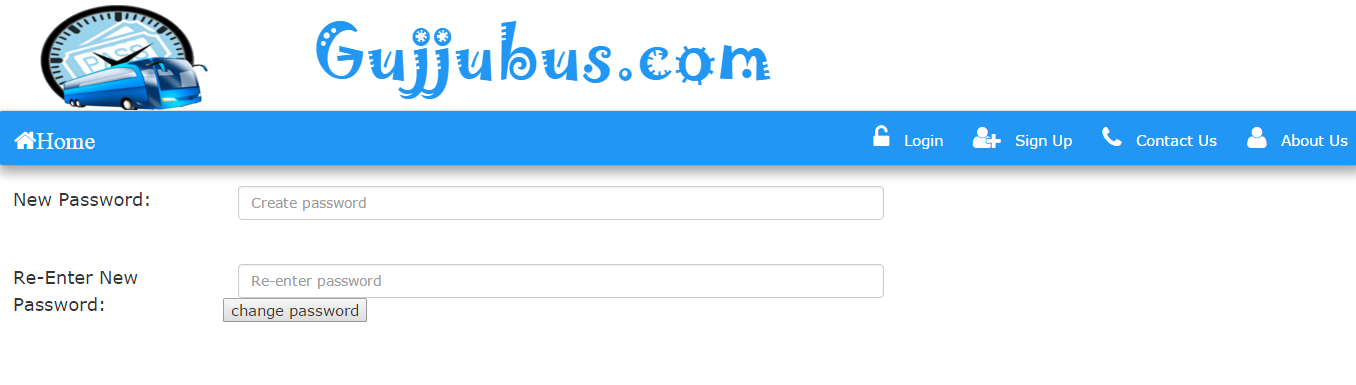 PASS
Gujjubus.com
Home
Login
Sign Up
Contact Us
About Us
New Password:
Create password
Re-Enter New
Password:
Re-enter password
change password